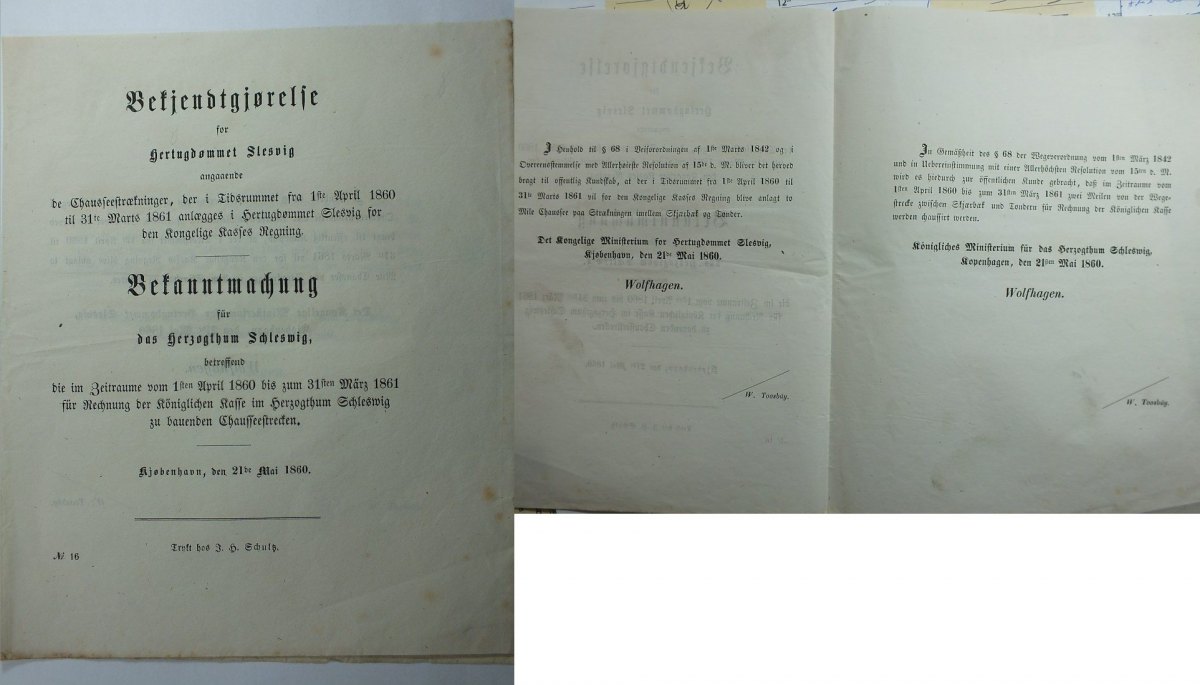 Bekjendtgjørelse
for
Hertugdømmet Slesvig
angaaende
de Chausseestrækninger, der i Tidsrummet fra 1ste April 1860
til 31te Marts 1861 anlægges i Hertugdømmet Slesvig for
den Kongelige Kasses Regning.
Bekanntmachung
für
das Herzogthum Schleswig,
betreffend
die im Zeitraume vom 1sten April 1860 bis zum 31sten März 1861
für Rechnung der Königlichen Kasse im Herzogthum Schleswig
zu bauenden Chausseestrecken.
Kjøbenhavn, den 21de Mai 1860.
Trykt hos J. H. Schultz.
№ 16
I Henhold til § 68 i Veiforordningen af 1ste Marts 1842 og i
Overeensstemmelse med Allerhøieste Resolution af 15de d. M. bliver det herved
bragt til offentlig Kundskab, at der i Tidsrummet fra 1ste April 1860 til
31te Marts 1861 vil for den Kongelige Kasses Regning blive anlagt to
Mile Chaussee paa Strækningen imellem Skjærbæk og Tønder.
Det Kongelige Ministerium for Hertugdømmet Slesvig,
Kjøbenhavn, den 21de Mai 1860.
Wolfhagen.
W. Toosbüy.
In Gemäßheit des § 68 der Wegeverordnung vom 1sten März 1842
und in Uebereinstimmung mit einer Allerhöchsten Resolution vom 15ten d. M.
wird es hiedurch zur öffentlichen Kunde gebracht, daß im Zeitraume vom
1sten April 1860 bis zum 31sten März 1861 zwei Meilen von der Wege-
strecke zwischen Skjærbæk und Tondern für Rechnung der Königlichen Kasse
werden chaussirt werden.
Königliches Ministerium für das Herzogthum Schleswig,
Kopenhagen, den 21sten Mai 1860.
Wolfhagen.
W. Toosbüy.